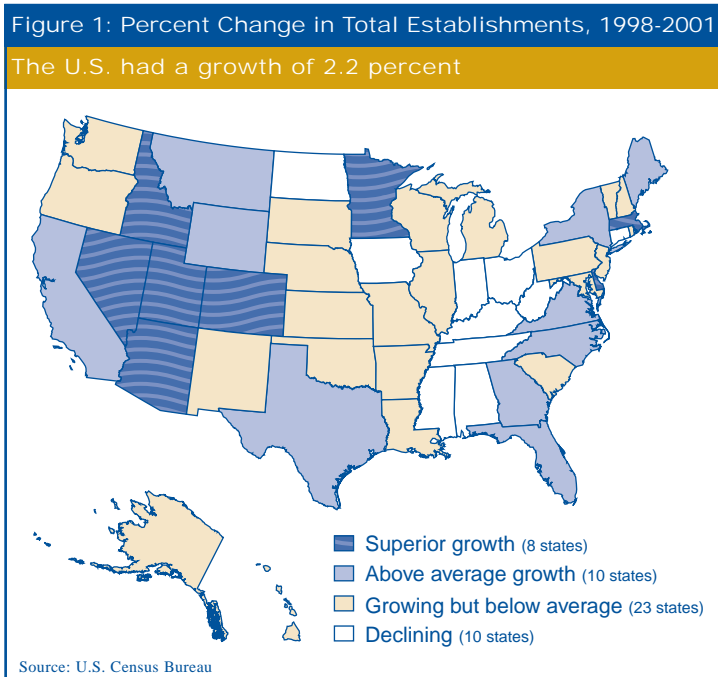 Figure 1: Percent Change in Total Establishments, 1998-2001
The U.S. had a growth of 2.2 percent
Superior growth (8 states)
Above average growth (10 states)
Growing but below average (23 states)
Declining (10 states)
Source: U.S. Census Bureau